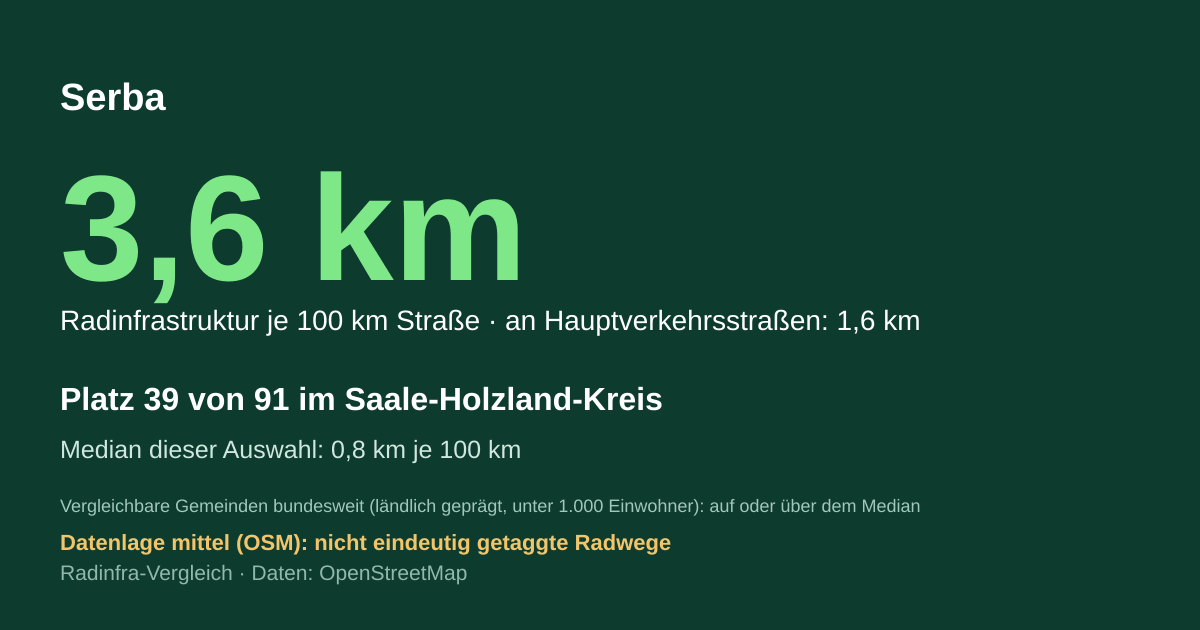 Serba
3,6 km
Radinfrastruktur je 100 km Straße · an Hauptverkehrsstraßen: 1,6 km
Platz 39 von 91 im Saale-Holzland-Kreis
Median dieser Auswahl: 0,8 km je 100 km
Vergleichbare Gemeinden bundesweit (ländlich geprägt, unter 1.000 Einwohner): auf oder über dem Median
Datenlage mittel (OSM): nicht eindeutig getaggte Radwege
Radinfra-Vergleich · Daten: OpenStreetMap